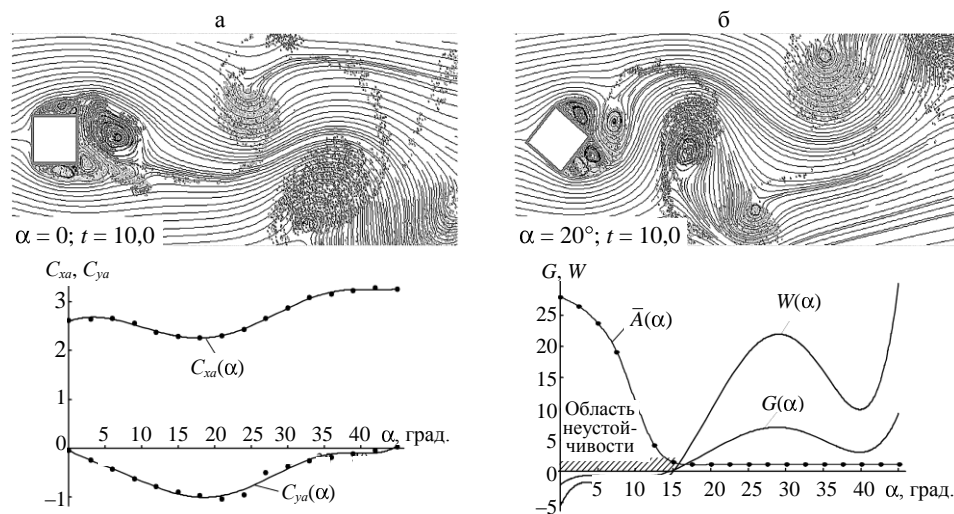 а
б
α = 0; t = 10,0
α = 20°; t = 10,0
Cxa, Cya
3
2
1
0
–1
5
10
15
20
25
30
35
40
α, град.
Cxa(α)
Cya(α)
G, W
25
20
15
10
5
0
–5
A̅(α)
W(α)
G(α)
Область
неустой-
чивости
5
10
15
20
25
30
35
40
α, град.